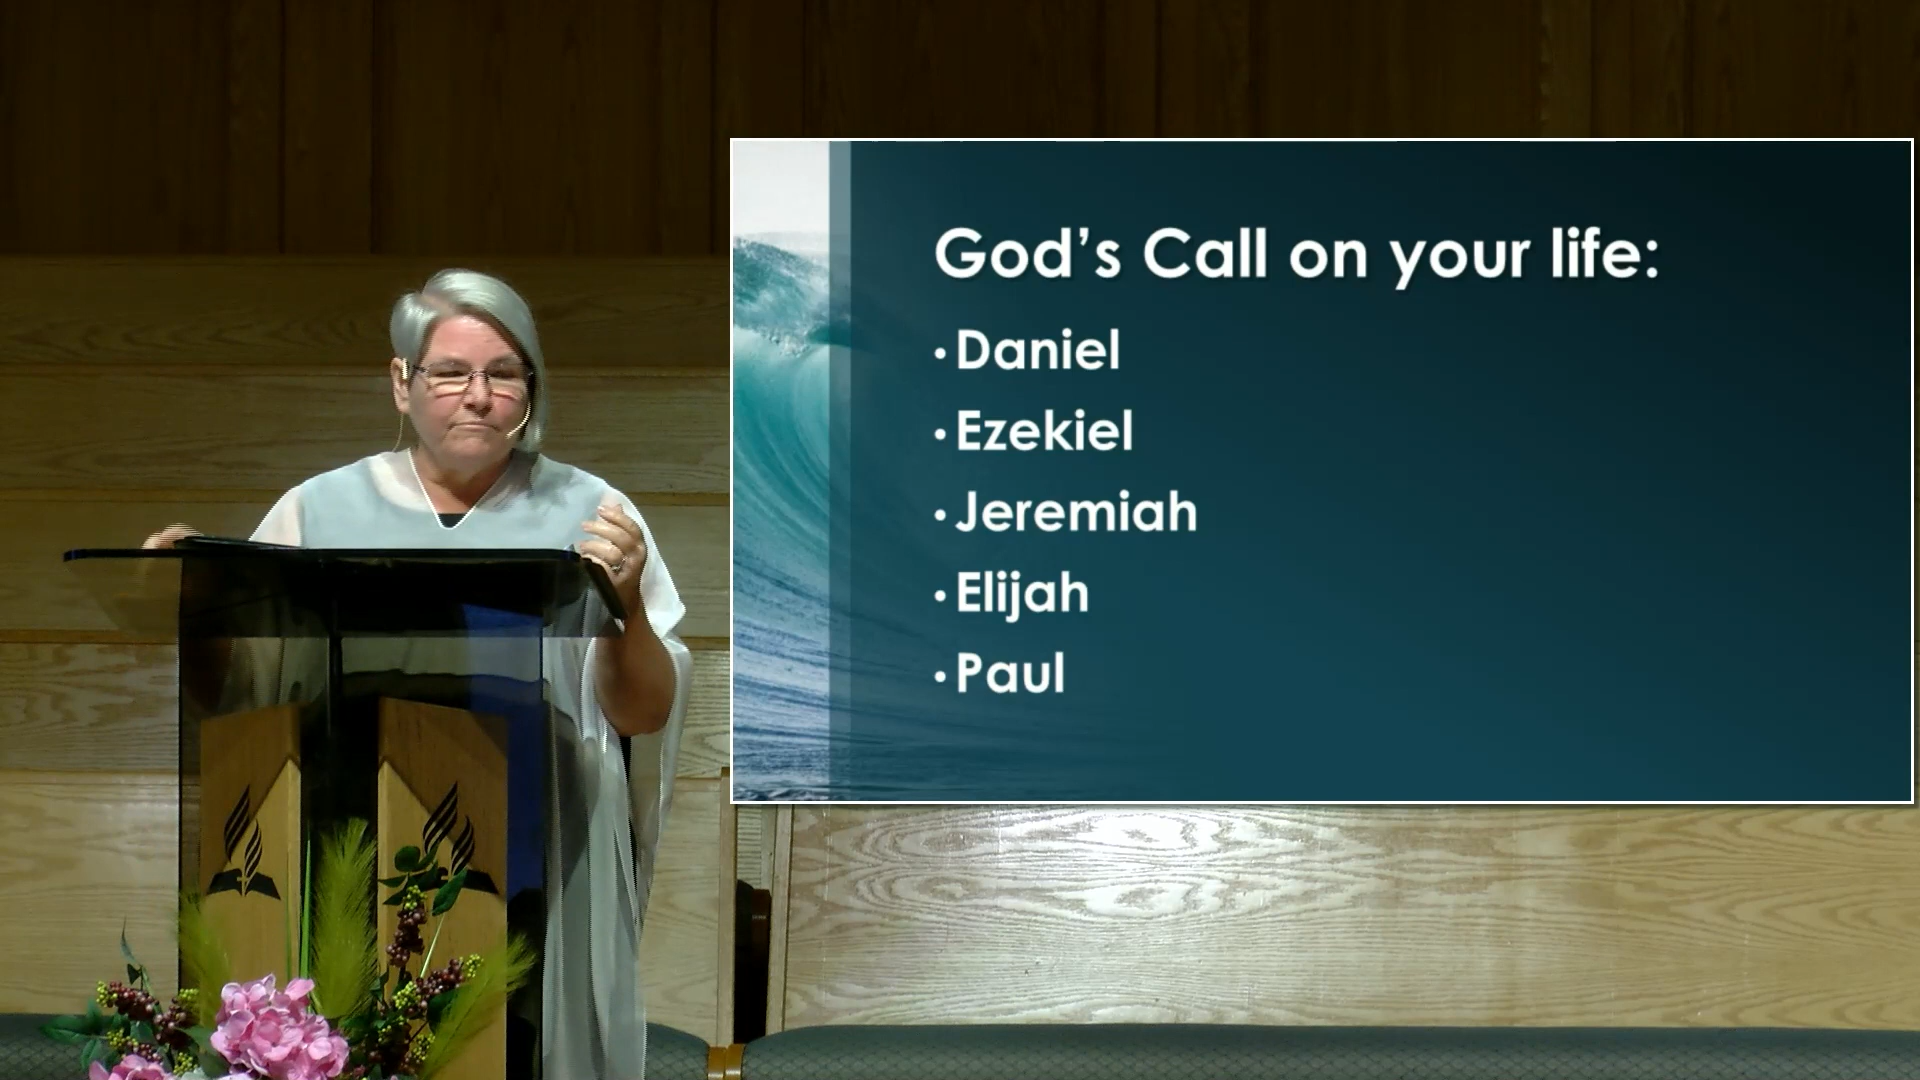 God’s Call on your life:
• Daniel
• Ezekiel
• Jeremiah
• Elijah
• Paul